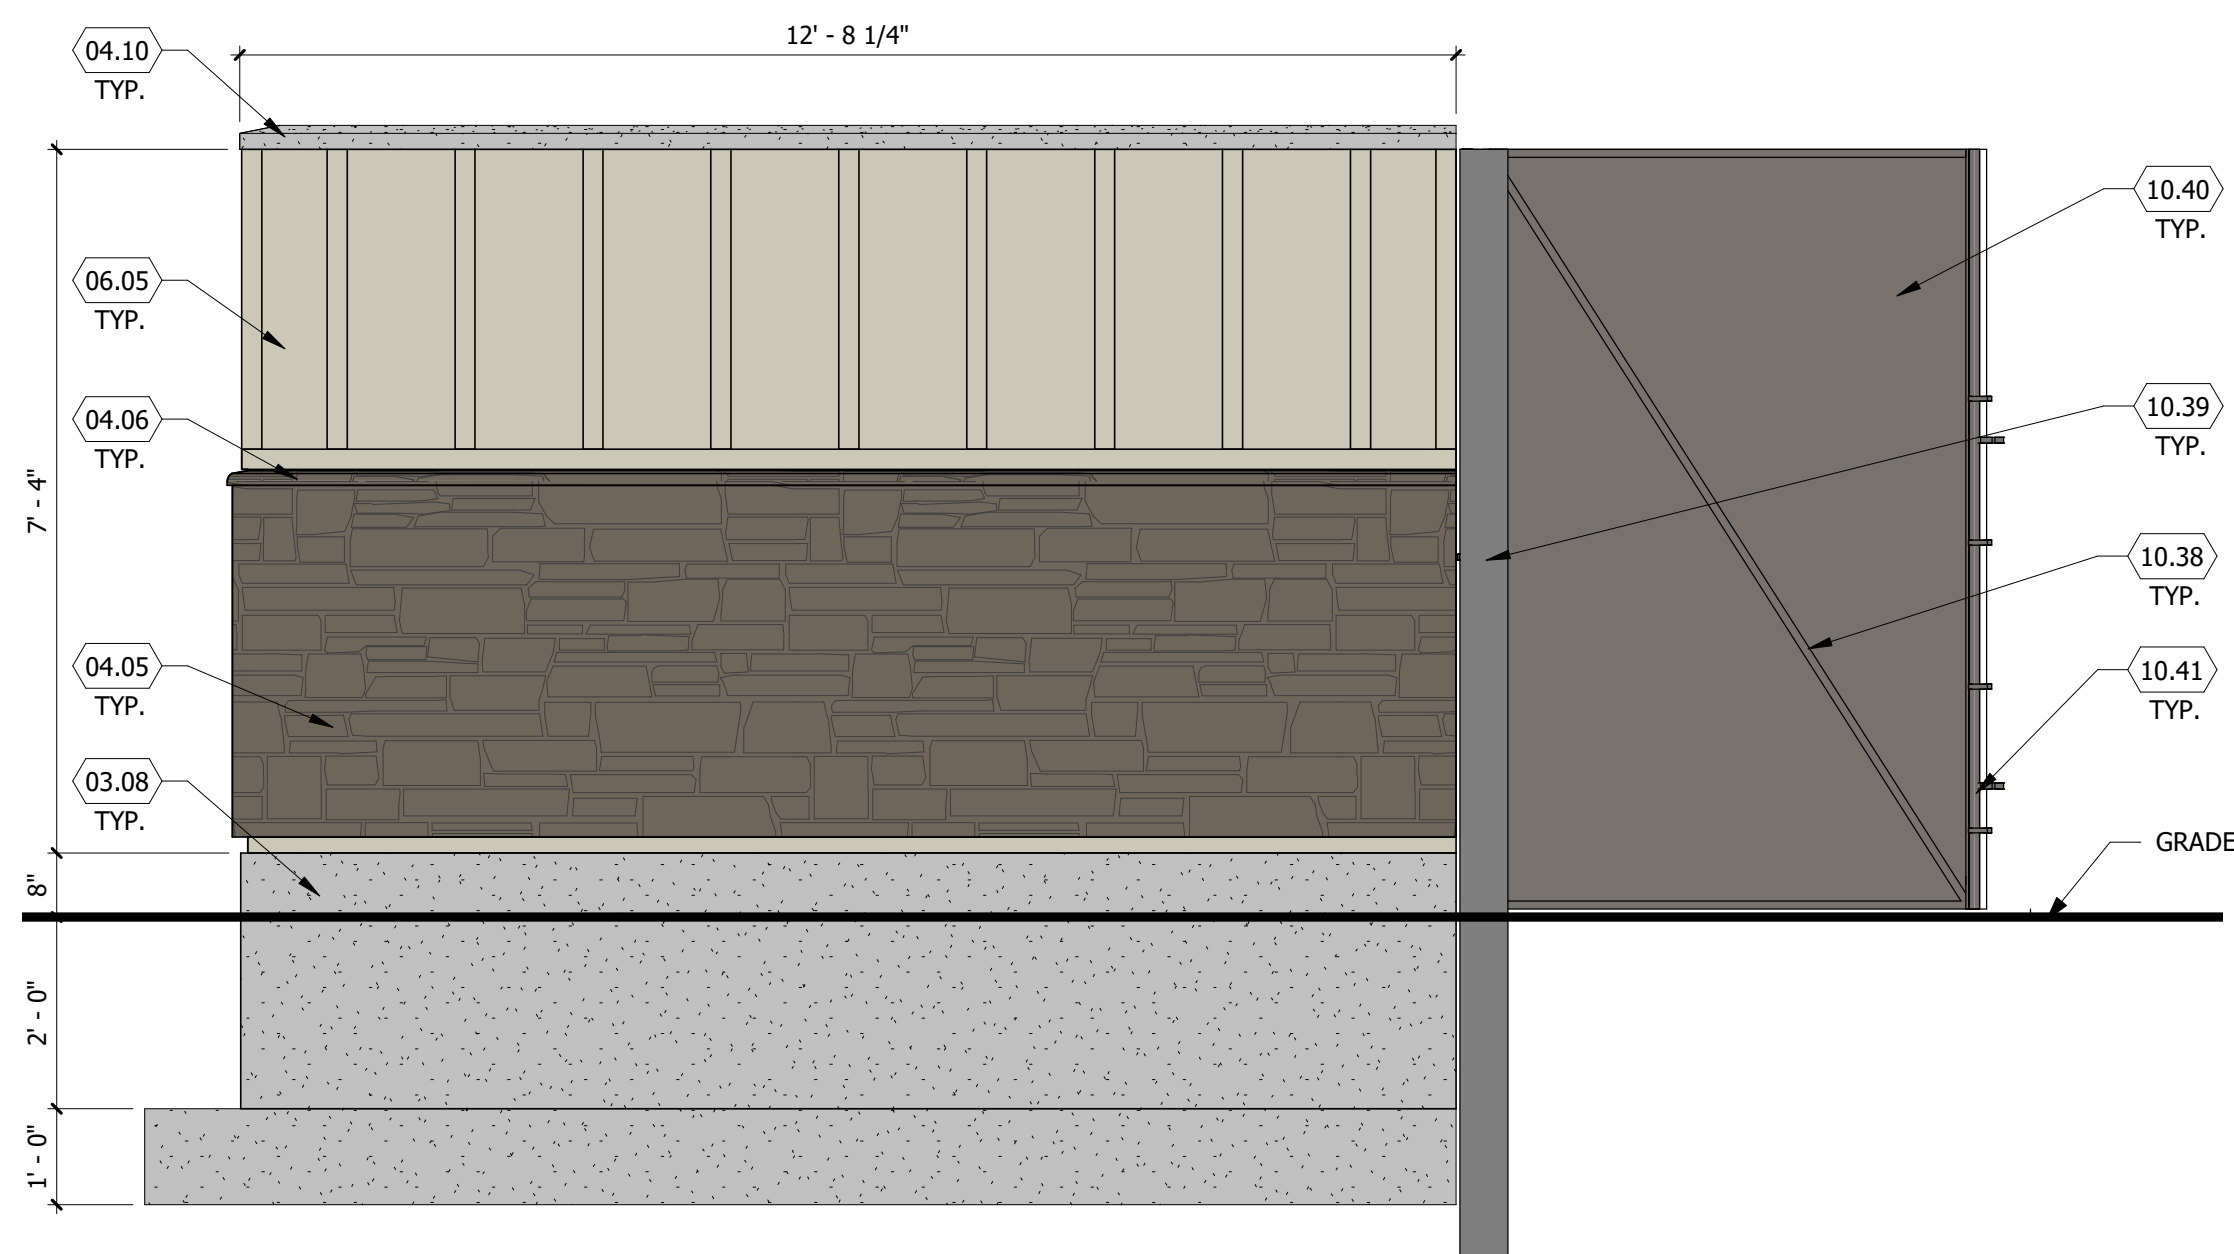 12' - 8 1/4"
04.10
TYP.
10.40
TYP.
06.05
TYP.
04.06
TYP.
10.39
TYP.
7' - 4"
10.38
TYP.
04.05
TYP.
10.41
TYP.
03.08
TYP.
GRADE
8"
2' - 0"
1' - 0"